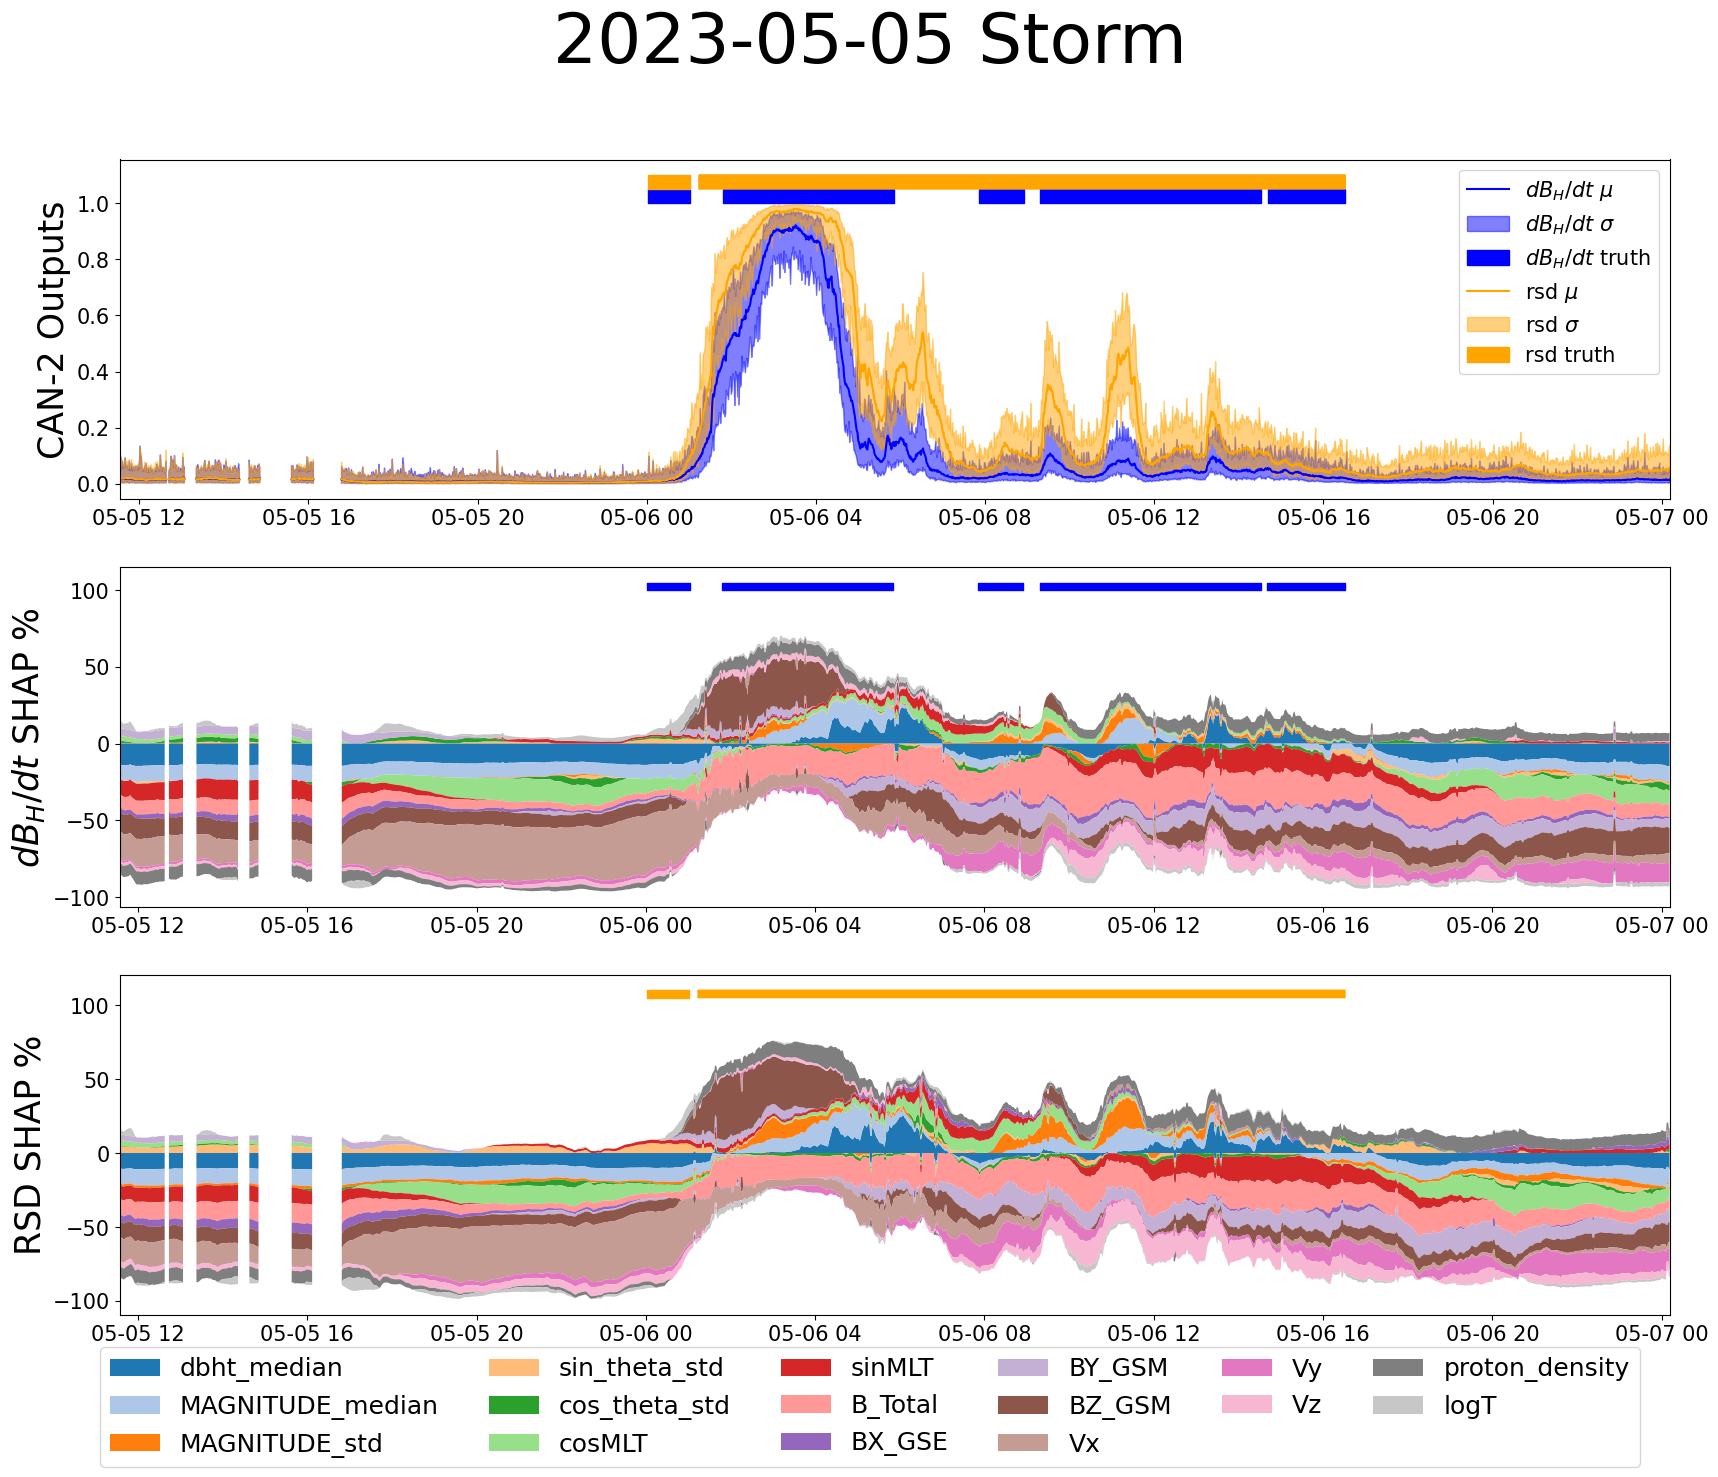 2023-05-05 Storm
CAN-2 Outputs
1.0
0.8
0.6
0.4
0.2
0.0
dB_H/dt μ
dB_H/dt σ
dB_H/dt truth
rsd μ
rsd σ
rsd truth
05-05 12 05-05 16 05-05 20 05-06 00 05-06 04 05-06 08 05-06 12 05-06 16 05-06 20 05-07 00
dB_H/dt SHAP %
100
50
0
−50
−100
05-05 12 05-05 16 05-05 20 05-06 00 05-06 04 05-06 08 05-06 12 05-06 16 05-06 20 05-07 00
RSD SHAP %
100
50
0
−50
−100
05-05 12 05-05 16 05-05 20 05-06 00 05-06 04 05-06 08 05-06 12 05-06 16 05-06 20 05-07 00
dbht_median sin_theta_std sinMLT BY_GSM Vy proton_density
MAGNITUDE_median cos_theta_std B_Total BZ_GSM Vz logT
MAGNITUDE_std cosMLT BX_GSE Vx